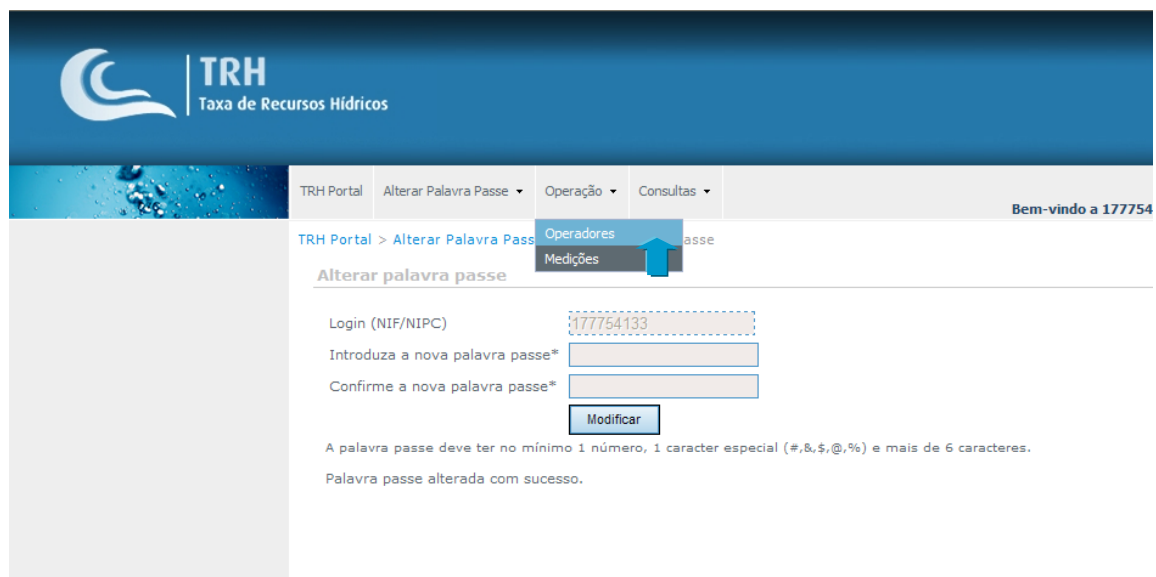 TRH
Taxa de Recursos Hídricos
TRH Portal Alterar Palavra Passe Operação Consultas
Bem-vindo a 177754
TRH Portal > Alterar Palavra Pass asse
Operadores
Medições
Alterar palavra passe
Login (NIF/NIPC) 177754133
Introduza a nova palavra passe*
Confirme a nova palavra passe*
Modificar
A palavra passe deve ter no mínimo 1 número, 1 caracter especial (#,&,$,@,%) e mais de 6 caracteres.
Palavra passe alterada com sucesso.